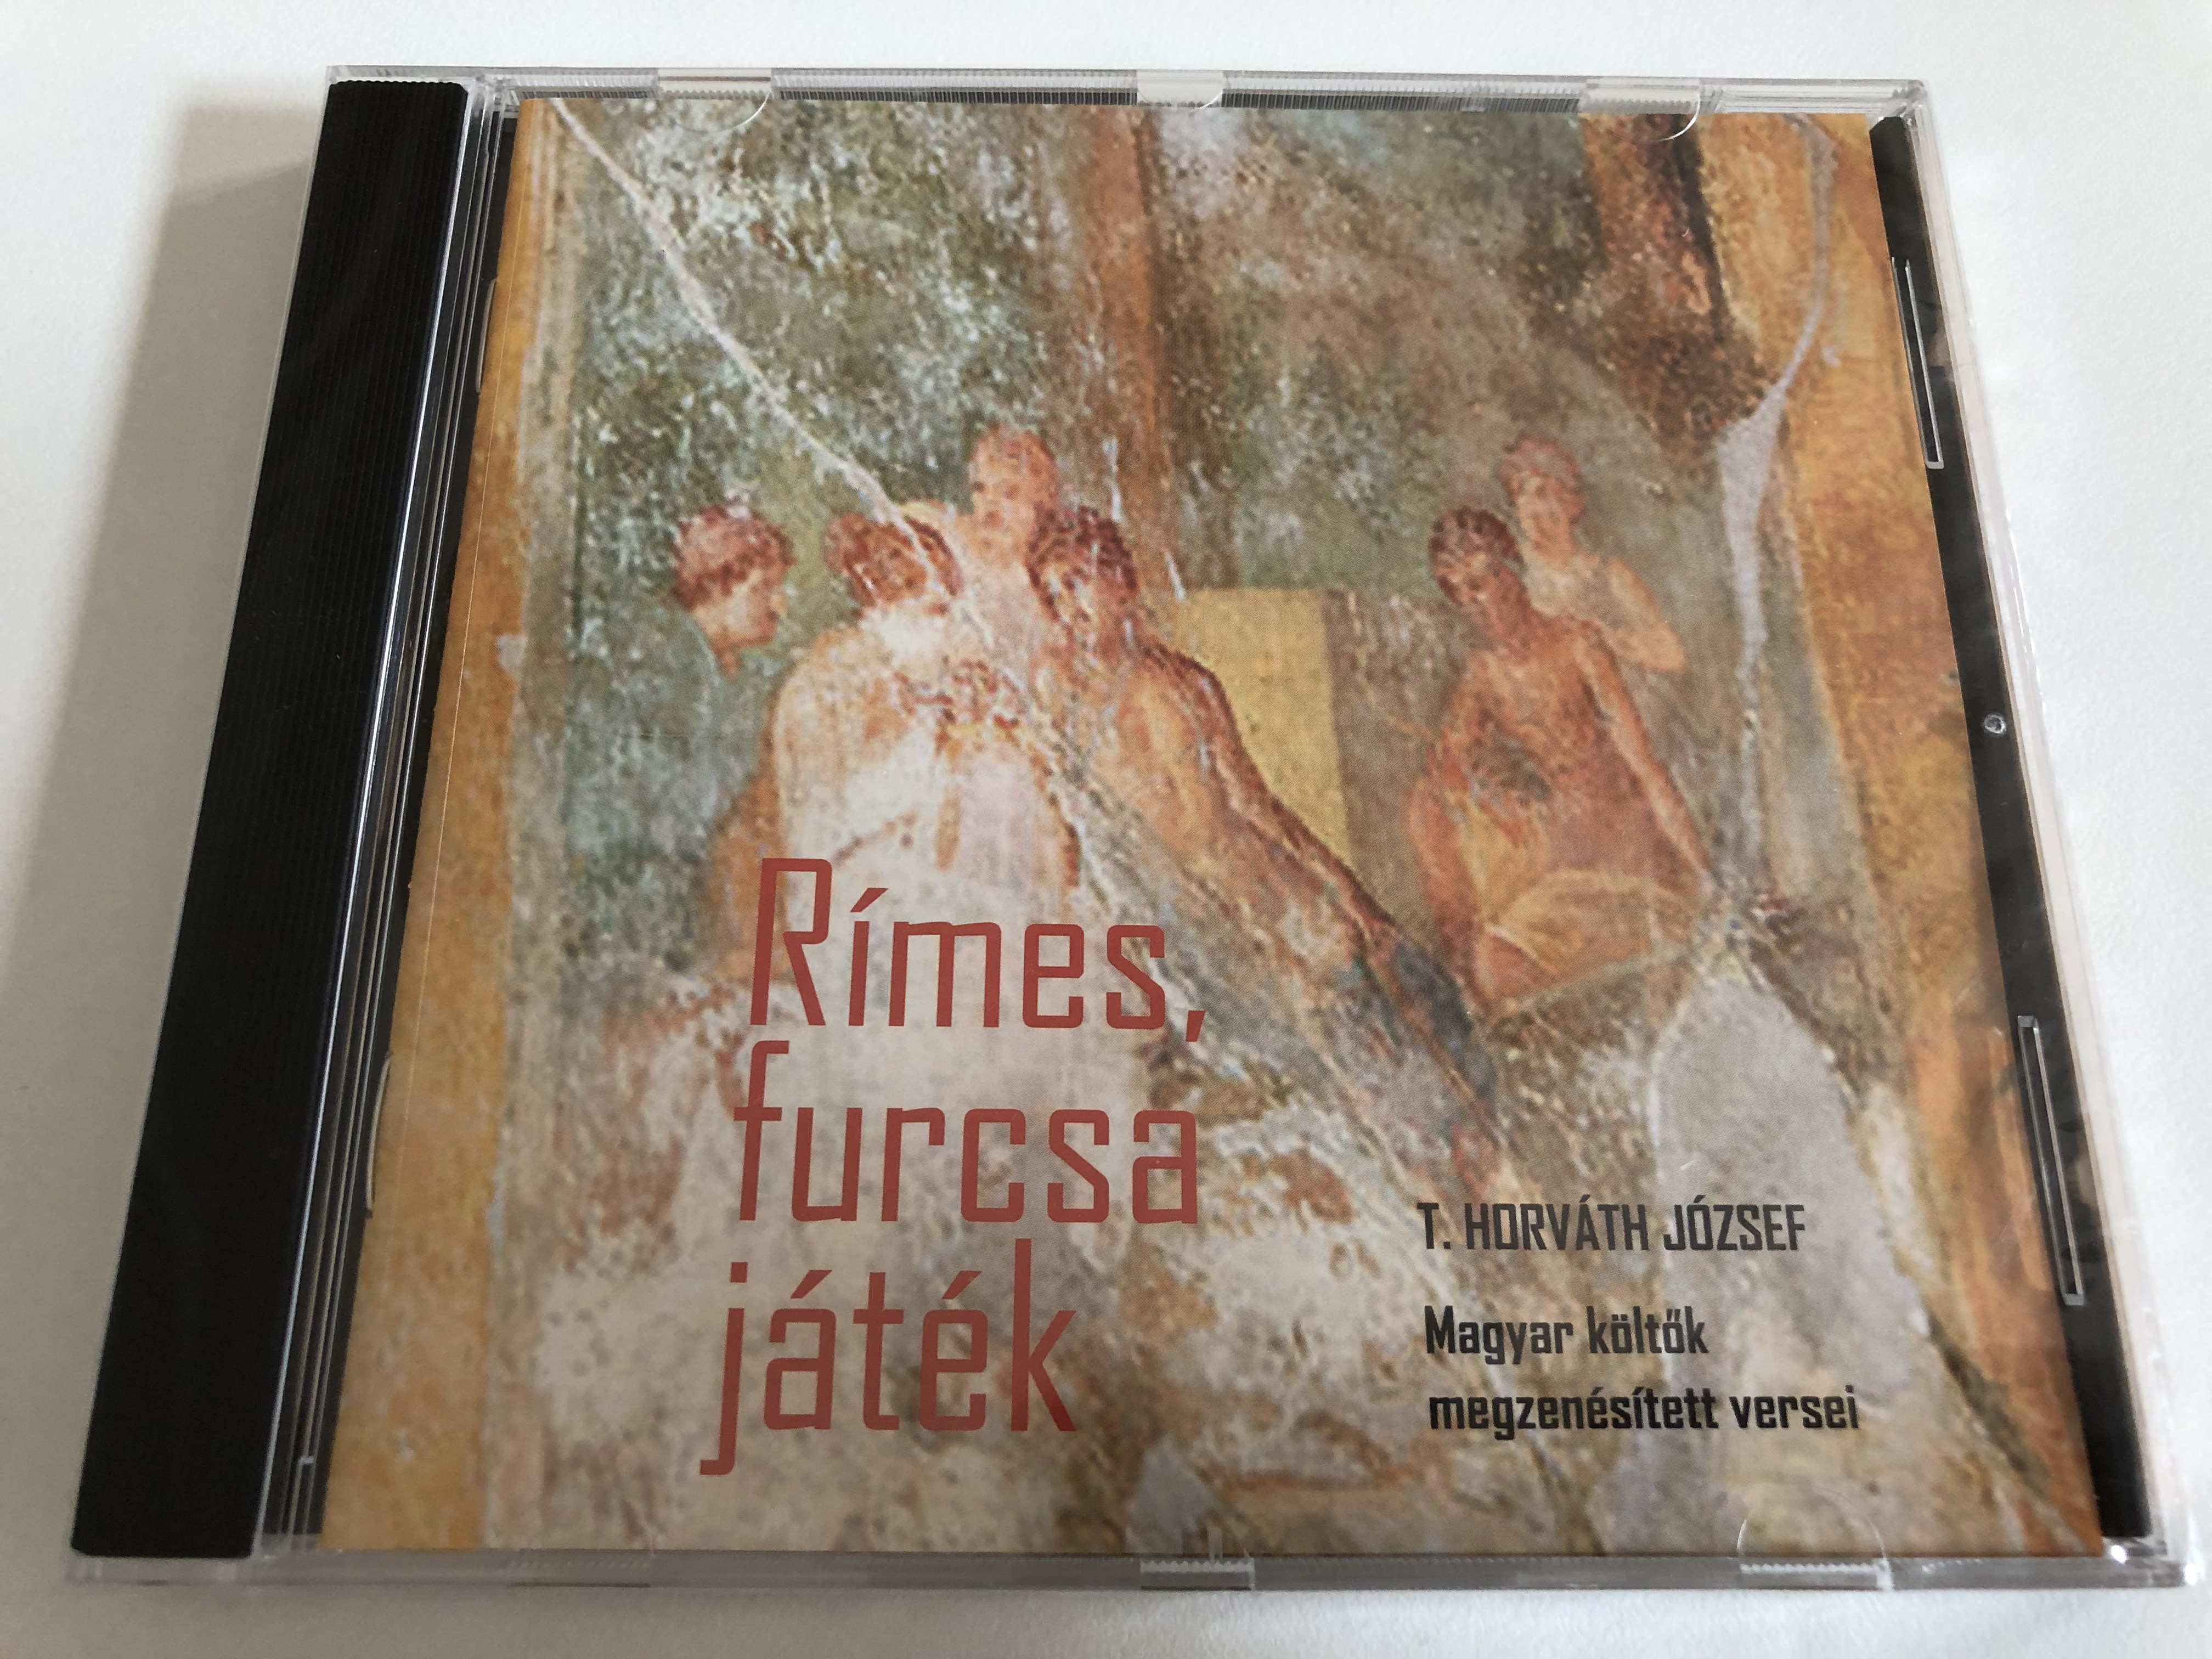 Rímes,
furcsa
játék
T. HORVÁTH JÓZSEF
Magyar költők
megzenésített versei